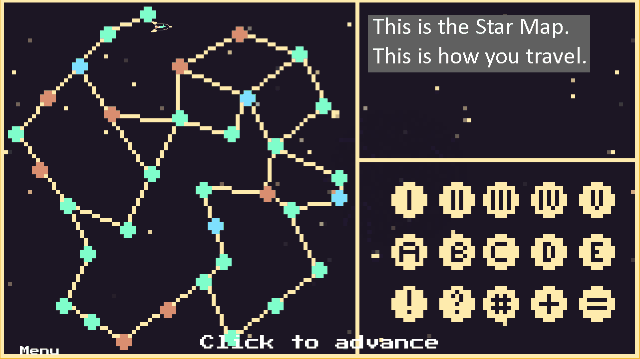 This is the Star Map.
This is how you travel.
I II III IV V
A B C D E
! ? # + =
Click to advance
Menu